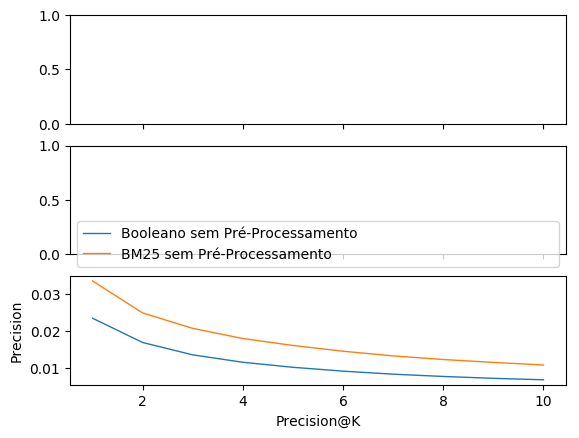 1.0
0.5
0.0
1.0
0.5
0.0
Booleano sem Pré-Processamento
BM25 sem Pré-Processamento
0.03
0.02
0.01
Precision
2 4 6 8 10
Precision@K